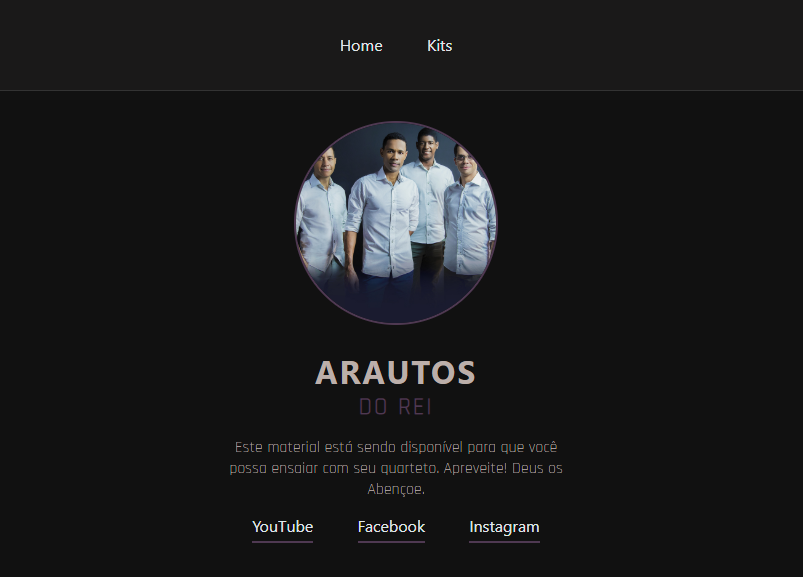 Home Kits
ARAUTOS
DO REI
Este material está sendo disponível para que você
possa ensaiar com seu quarteto. Apreveite! Deus os
Abençoe.
YouTube Facebook Instagram